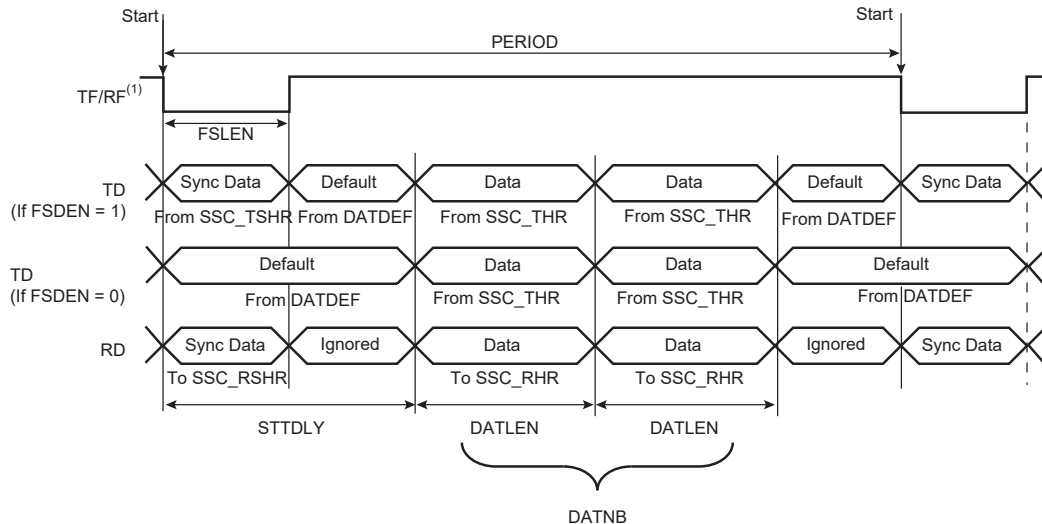 Start
Start
PERIOD
TF/RF(1)
FSLEN
TD
(If FSDEN = 1)
Sync Data
Default
Data
Data
Default
Sync Data
From SSC_TSHR
From DATDEF
From SSC_THR
From SSC_THR
From DATDEF
TD
(If FSDEN = 0)
Default
Data
Data
Default
From DATDEF
From SSC_THR
From SSC_THR
From DATDEF
RD
Sync Data
Ignored
Data
Data
Ignored
Sync Data
To SSC_RSHR
To SSC_RHR
To SSC_RHR
STTDLY
DATLEN
DATLEN
DATNB